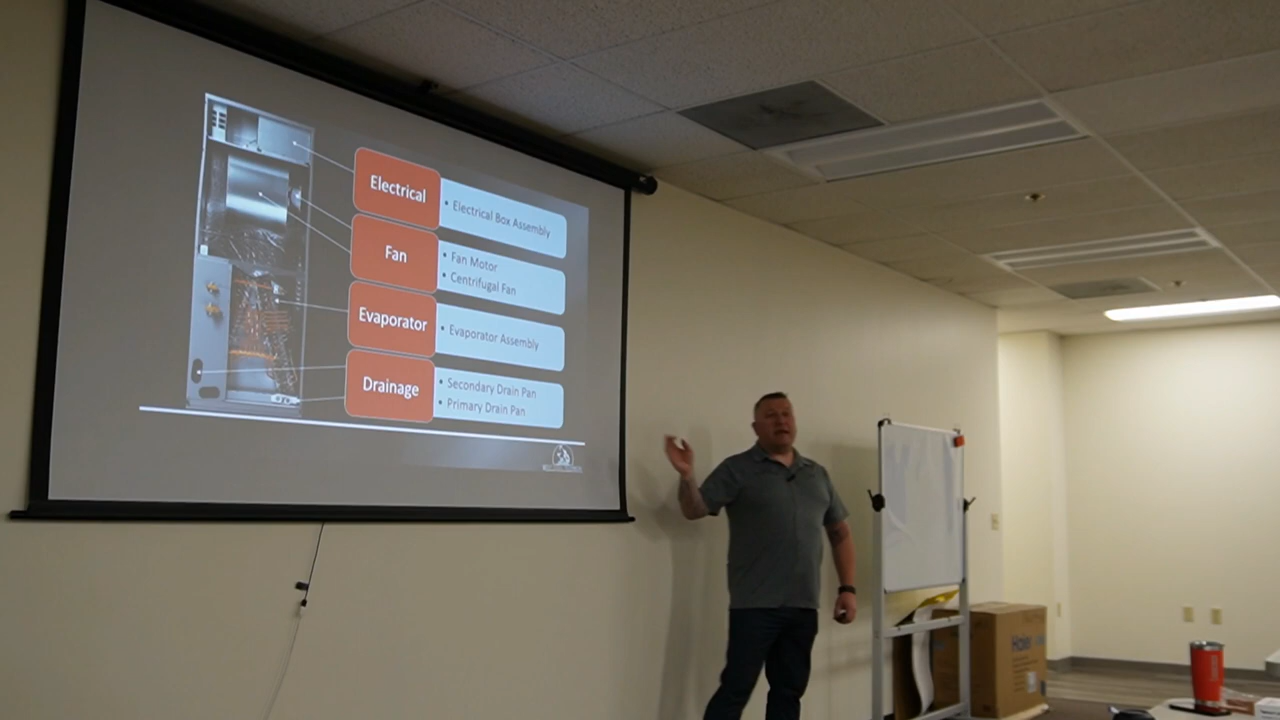 Electrical
• Electrical Box Assembly
Fan
• Fan Motor
• Centrifugal Fan
Evaporator
• Evaporator Assembly
Drainage
• Secondary Drain Pan
• Primary Drain Pan
Haier